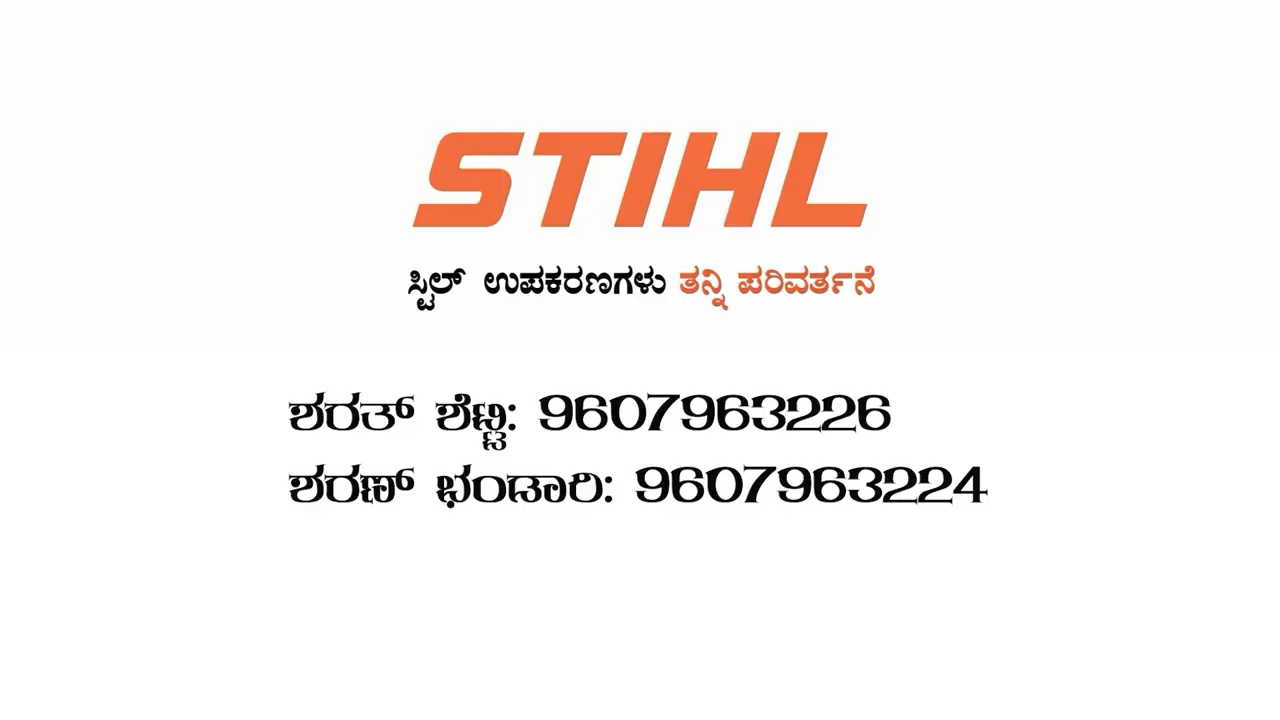 STIHL
ಸ್ಟಿಲ್ ಉಪಕರಣಗಳು ತನ್ನಿ ಪರಿವರ್ತನೆ
ಶರತ್ ಶೆಟ್ಟಿ: 9607963226
ಶರಣ್ ಭಂಡಾರಿ: 9607963224